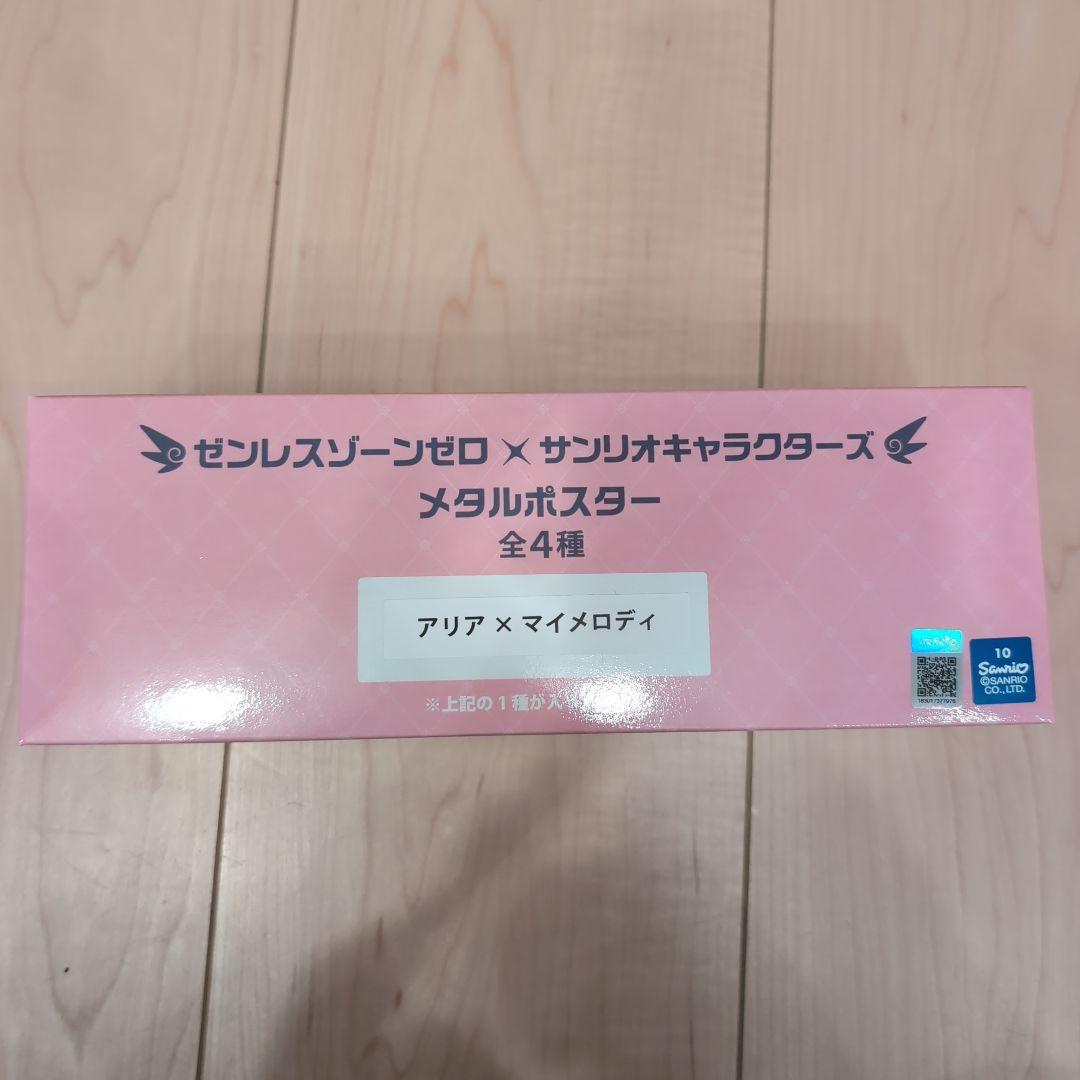 ゼンレスゾーンゼロ × サンリオキャラクターズ
メタルポスター
全4種
アリア × マイメロディ
※上記の1種が入
10
Sanrio
©SANRIO
CO., LTD.